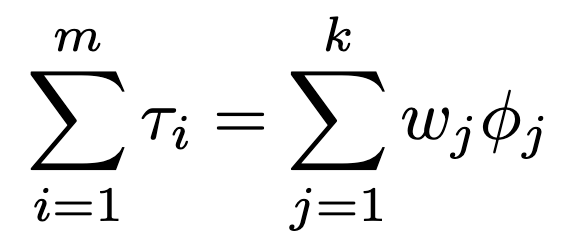 \sum_{i=1}^{m} \tau_i = \sum_{j=1}^{k} w_j \phi_j